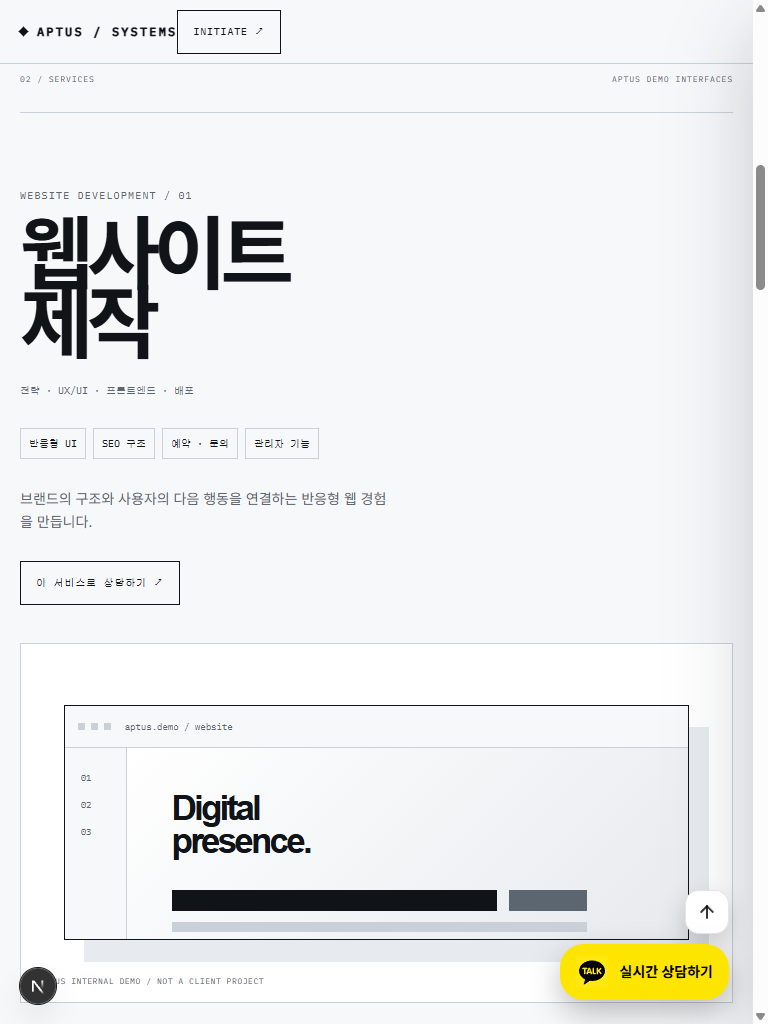 APTUS / SYSTEMS
INITIATE ↗
02 / SERVICES
APTUS DEMO INTERFACES
WEBSITE DEVELOPMENT / 01
웹사이트
제작
전략 · UX/UI · 프론트엔드 · 배포
반응형 UI
SEO 구조
예약 · 문의
관리자 기능
브랜드의 구조와 사용자의 다음 행동을 연결하는 반응형 웹 경험
을 만듭니다.
이 서비스로 상담하기 ↗
aptus.demo / website
01
02
03
Digital
presence.
US INTERNAL DEMO / NOT A CLIENT PROJECT
N
TALK
실시간 상담하기